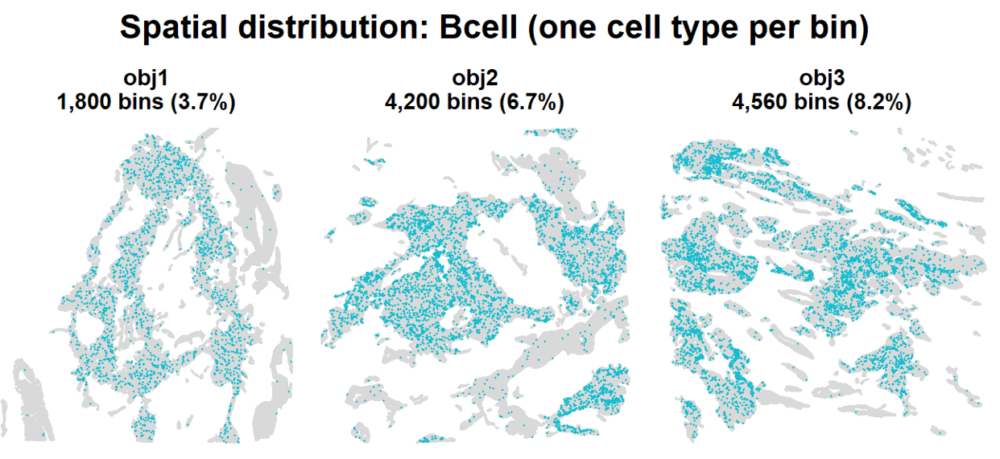 Spatial distribution: Bcell (one cell type per bin)
obj1
1,800 bins (3.7%)
obj2
4,200 bins (6.7%)
obj3
4,560 bins (8.2%)